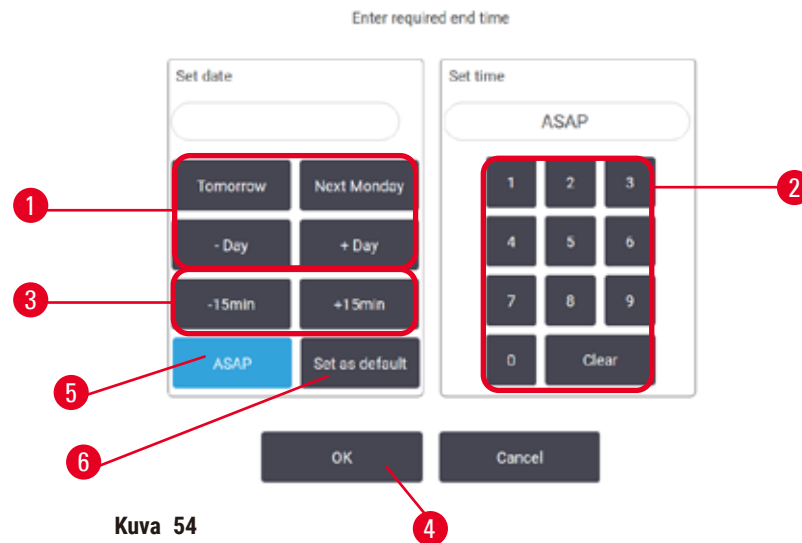 Enter required end time
Set date
Set time
ASAP
Tomorrow
Next Monday
1
2
3
1
2
- Day
+ Day
4
5
6
3
-15min
+15min
7
8
9
ASAP
Set as default
0
Clear
5
6
OK
Cancel
4
Kuva 54